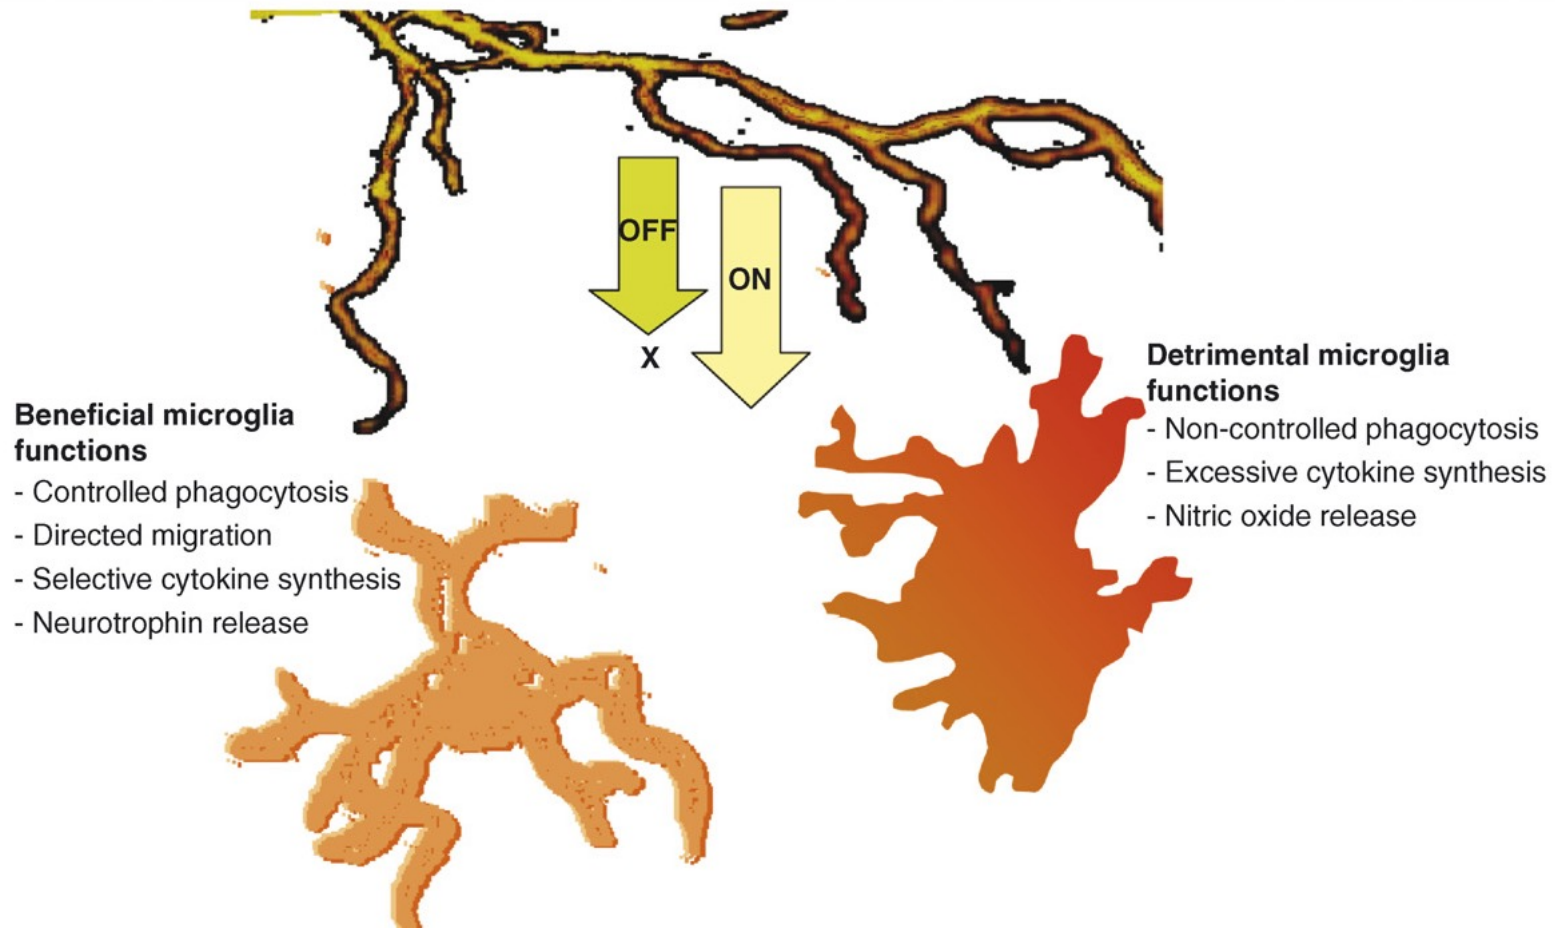 OFF
ON
X
Beneficial microglia
functions
- Controlled phagocytosis
- Directed migration
- Selective cytokine synthesis
- Neurotrophin release
Detrimental microglia
functions
- Non-controlled phagocytosis
- Excessive cytokine synthesis
- Nitric oxide release